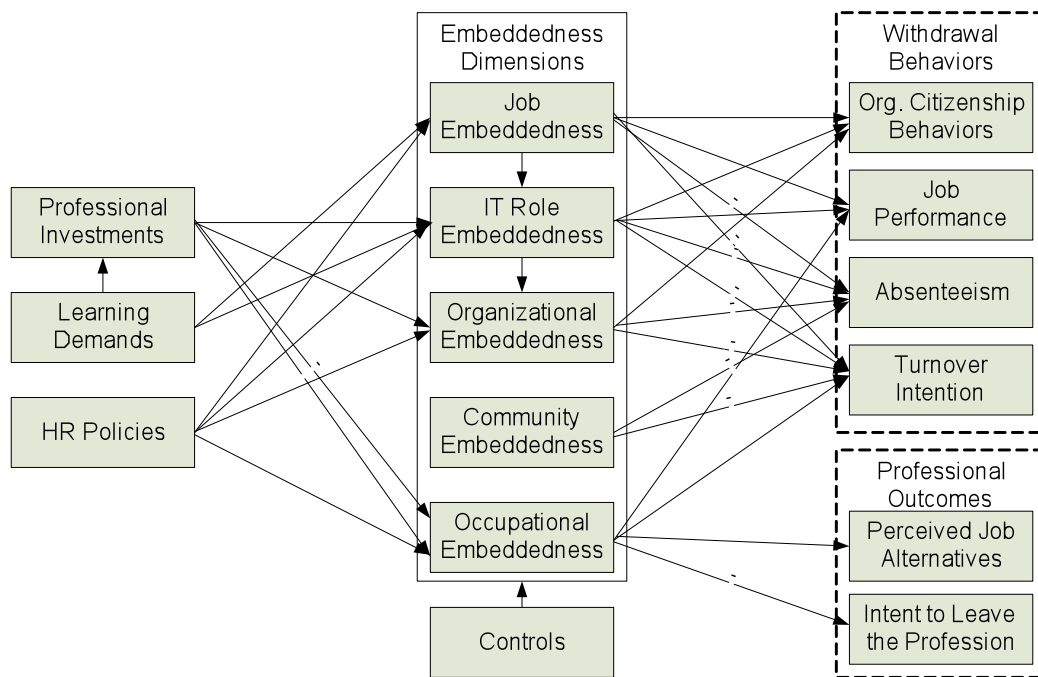 Embeddedness
Dimensions
Job
Embeddedness
IT Role
Embeddedness
Organizational
Embeddedness
Community
Embeddedness
Occupational
Embeddedness
Controls
Professional
Investments
Learning
Demands
HR Policies
Withdrawal
Behaviors
Org. Citizenship
Behaviors
Job
Performance
Absenteeism
Turnover
Intention
Professional
Outcomes
Perceived Job
Alternatives
Intent to Leave
the Profession